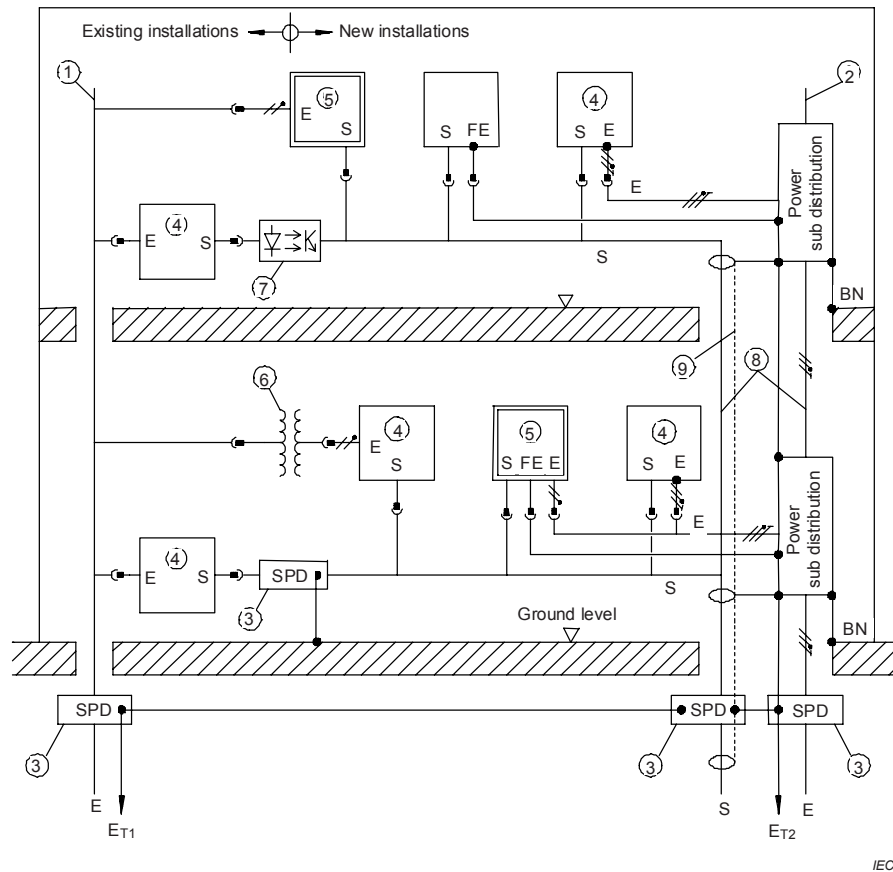 Existing installations New installations
1 5 4 2
E S S FE S E
E
Power sub distribution
4
E S
7
S
BN
9 8
6
4
E S
5
S FE E
4
S E
E
Power sub distribution
4
E S
SPD
3
S
Ground level
BN
SPD SPD SPD
3 3 3
E S E
ET1 ET2
IEC